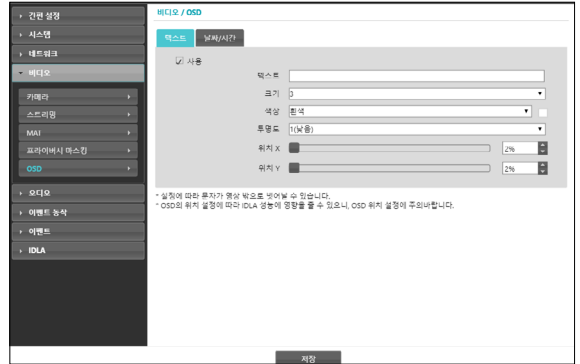 간편 설정
시스템
네트워크
비디오
카메라
스트리밍
MAI
프라이버시 마스킹
OSD
오디오
이벤트 동작
이벤트
IDLA
비디오 / OSD
텍스트 날짜/시간
사용
텍스트
크기 3
색상 흰색
투명도 1(낮음)
위치 X 2%
위치 Y 2%
* 설정에 따라 문자가 영상 밖으로 벗어날 수 있습니다.
* OSD의 위치 설정에 따라 IDLA 성능에 영향을 줄 수 있으니, OSD 위치 설정에 주의바랍니다.
저장